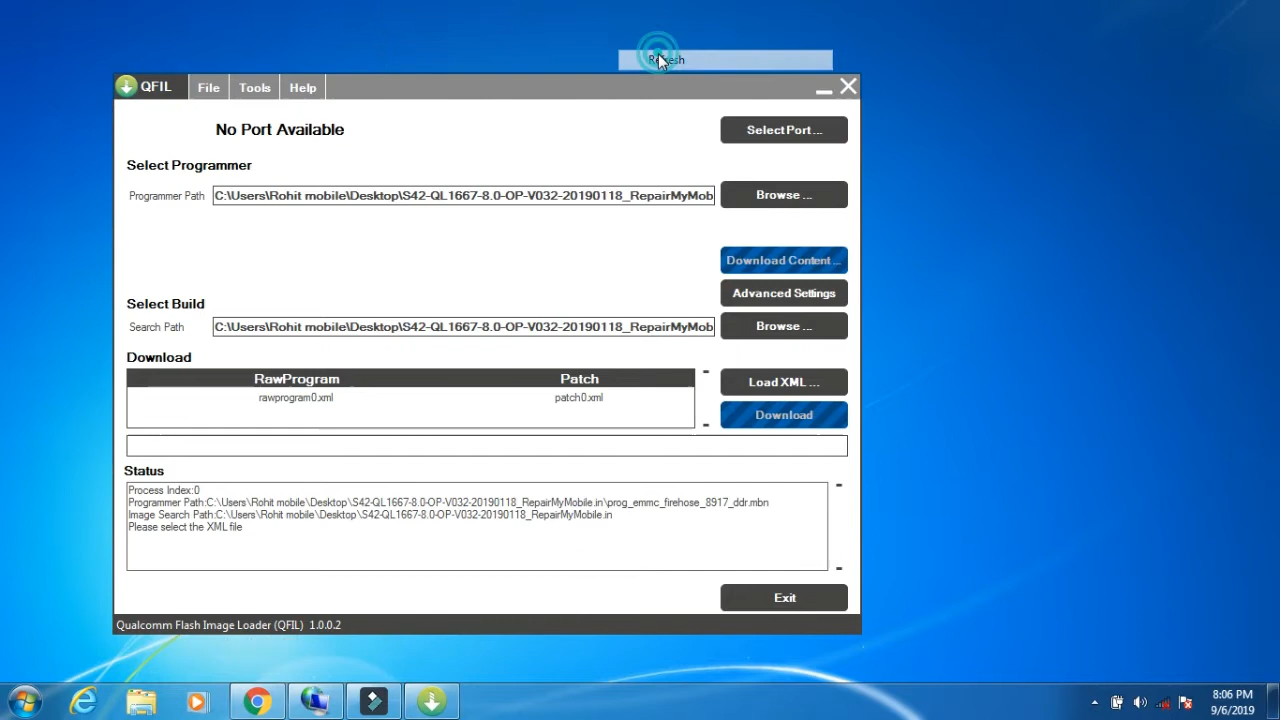 Refresh
QFIL File Tools Help
No Port Available
Select Port ...
Select Programmer
Programmer Path C:\Users\Rohit mobile\Desktop\S42-QL1667-8.0-OP-V032-20190118_RepairMyMob Browse ...
Download Content ...
Advanced Settings
Select Build
Search Path C:\Users\Rohit mobile\Desktop\S42-QL1667-8.0-OP-V032-20190118_RepairMyMob Browse ...
Download
RawProgram Patch
Load XML ...
rawprogram0.xml patch0.xml
Download
Status
Process Index:0
Programmer Path:C:\Users\Rohit mobile\Desktop\S42-QL1667-8.0-OP-V032-20190118_RepairMyMobile.in\prog_emmc_firehose_8917_ddr.mbn
Image Search Path:C:\Users\Rohit mobile\Desktop\S42-QL1667-8.0-OP-V032-20190118_RepairMyMobile.in
Please select the XML file
Exit
Qualcomm Flash Image Loader (QFIL) 1.0.0.2
8:06 PM
9/6/2019